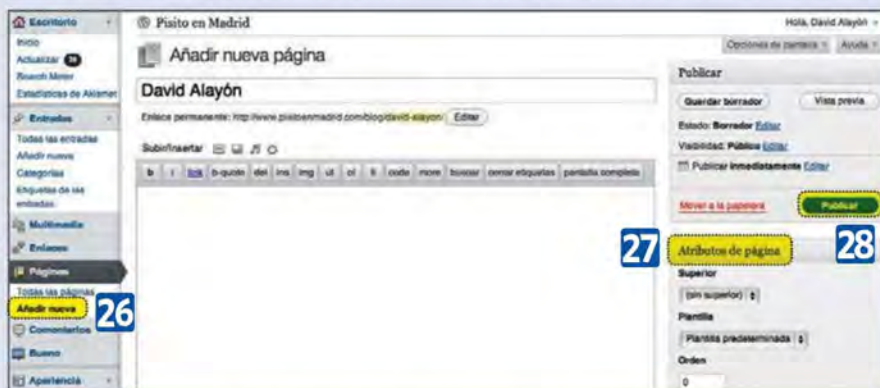 Escritorio
Inicio
Actualizar
Search Meter
Estadísticas de Akismet
Entradas
Todas las entradas
Añadir nueva
Categorías
Etiquetas de las
entradas
Multimedia
Enlaces
Páginas
Todas las páginas
Añadir nueva
26
Comentarios
Bueno
Apariencia
Pisito en Madrid
Hola, David Alayón
Opciones de pantalla
Ayuda
Añadir nueva página
David Alayón
Enlace permanente: http://www.pisitoenmadrid.com/blog/david-alayon/ Editar
Subir/Insertar
b i link b-quote del ins img ul ol li code more buscar cerrar etiquetas pantalla completa
Publicar
Guardar borrador Vista previa
Estado: Borrador Editar
Visibilidad: Público Editar
Publicar inmediatamente Editar
Mover a la papelera Publicar
27
28
Atributos de página
Superior
(sin superior)
Plantilla
Plantilla predeterminada
Orden
0